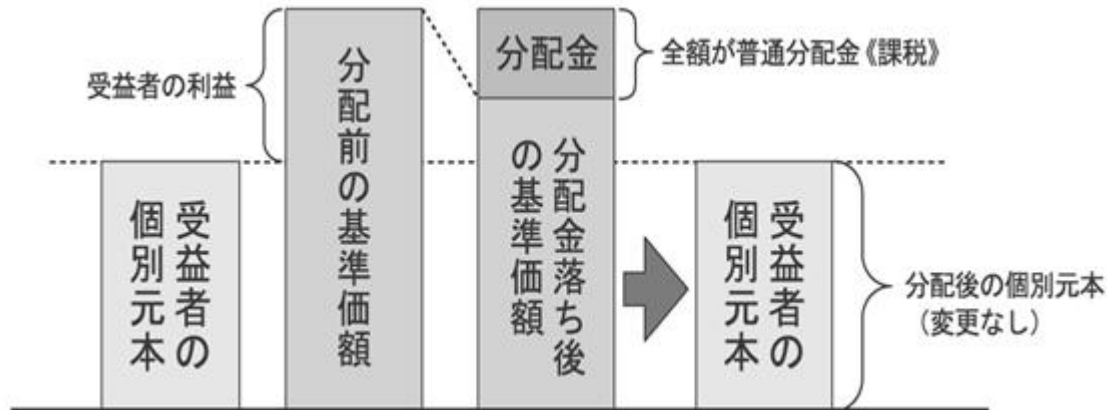 受益者の利益
分配前の基準価額
分配金
全額が普通分配金《課税》
分配金落ち後
の基準価額
受益者の
個別元本
受益者の
個別元本
分配後の個別元本
（変更なし）